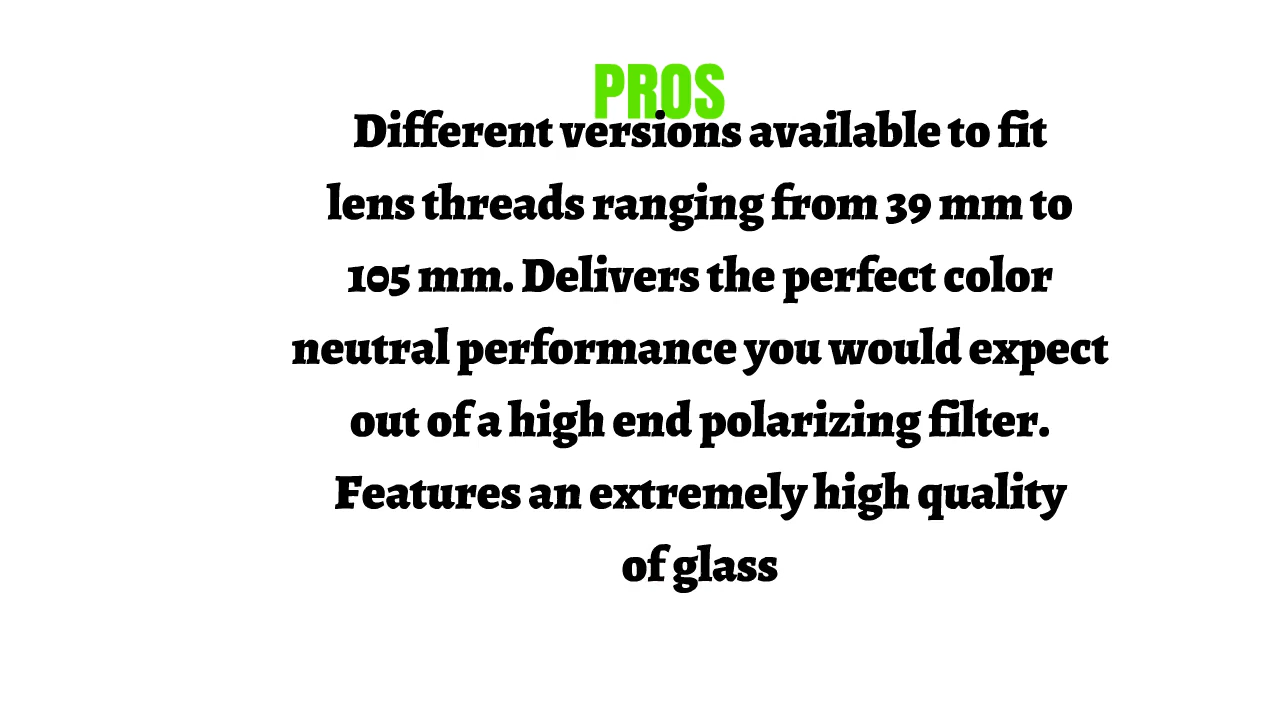 PROS
Different versions available to fit
lens threads ranging from 39 mm to
105 mm. Delivers the perfect color
neutral performance you would expect
out of a high end polarizing filter.
Features an extremely high quality
of glass